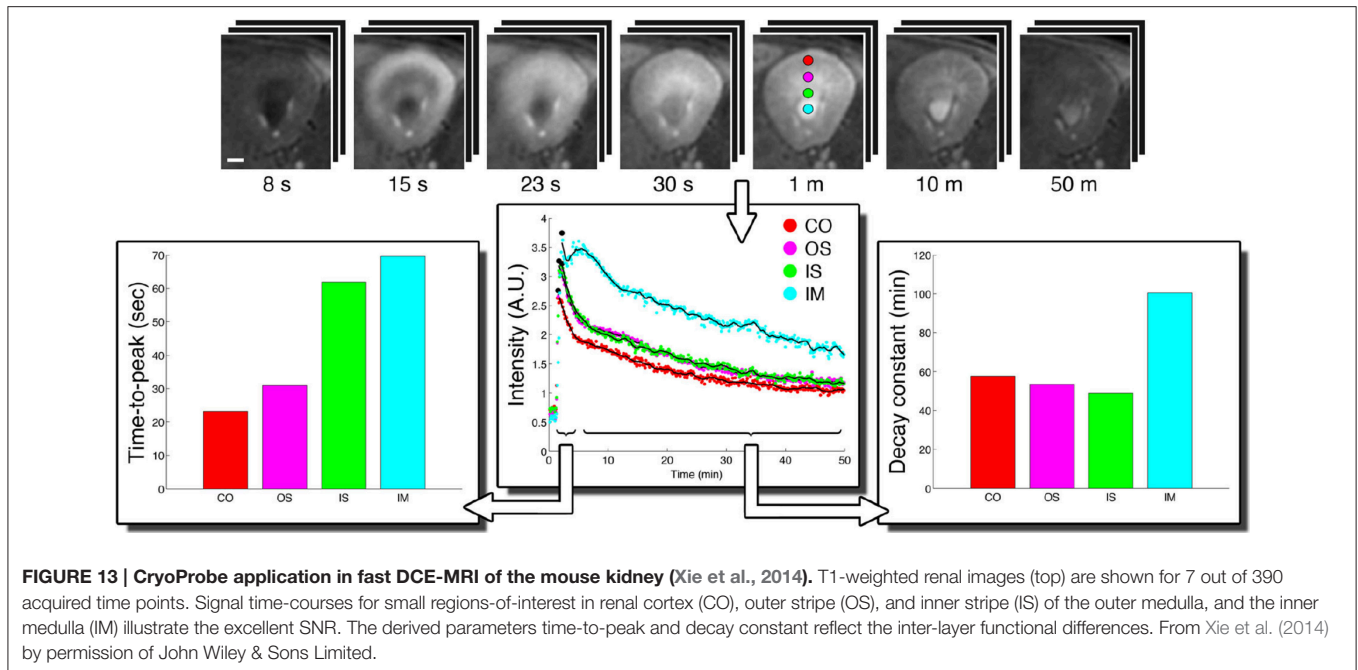 8 s 15 s 23 s 30 s 1 m 10 m 50 m
Time-to-peak (sec)
70
60
50
40
30
20
10
0
CO OS IS IM
Intensity (A.U.)
4
3.5
3
2.5
2
1.5
1
0.5
0
0 10 20 30 40 50
Time (min)
CO
OS
IS
IM
Decay constant (min)
120
100
80
60
40
20
0
CO OS IS IM
FIGURE 13 | CryoProbe application in fast DCE-MRI of the mouse kidney (Xie et al., 2014). T1-weighted renal images (top) are shown for 7 out of 390
acquired time points. Signal time-courses for small regions-of-interest in renal cortex (CO), outer stripe (OS), and inner stripe (IS) of the outer medulla, and the inner
medulla (IM) illustrate the excellent SNR. The derived parameters time-to-peak and decay constant reflect the inter-layer functional differences. From Xie et al. (2014)
by permission of John Wiley & Sons Limited.